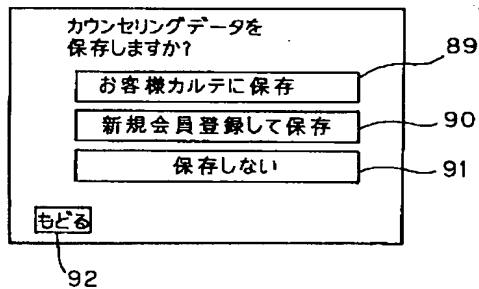 カウンセリングデータを
保存しますか?
お客様カルテに保存
89
新規会員登録して保存
90
保存しない
91
もどる
92